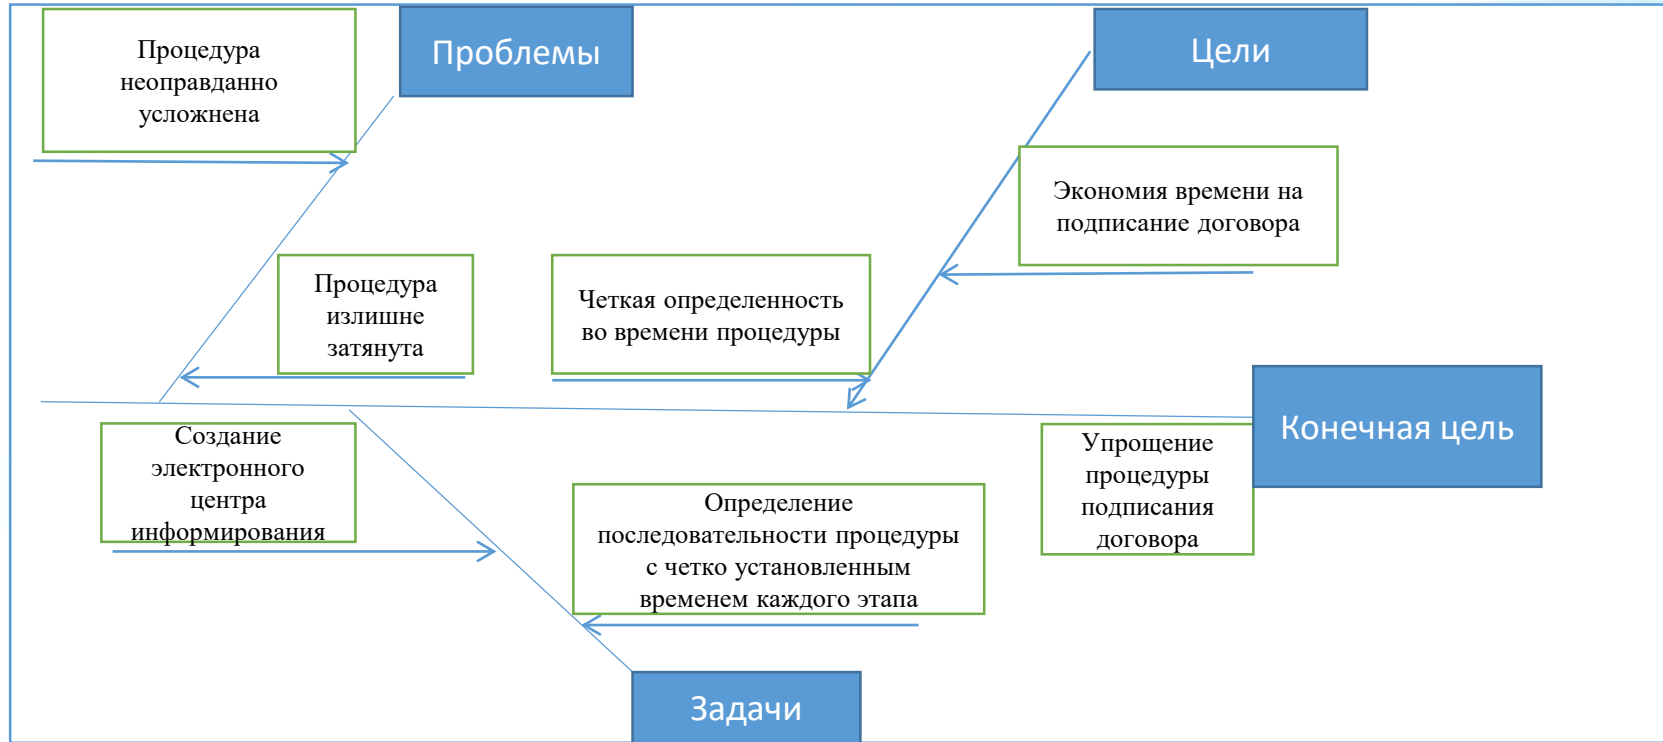 Процедура
неоправданно
усложнена
Проблемы
Цели
Экономия времени на
подписание договора
Процедура
излишне
затянута
Четкая определенность
во времени процедуры
Конечная цель
Создание
электронного
центра
информирования
Определение
последовательности процедуры
с четко установленным
временем каждого этапа
Упрощение
процедуры
подписания
договора
Задачи